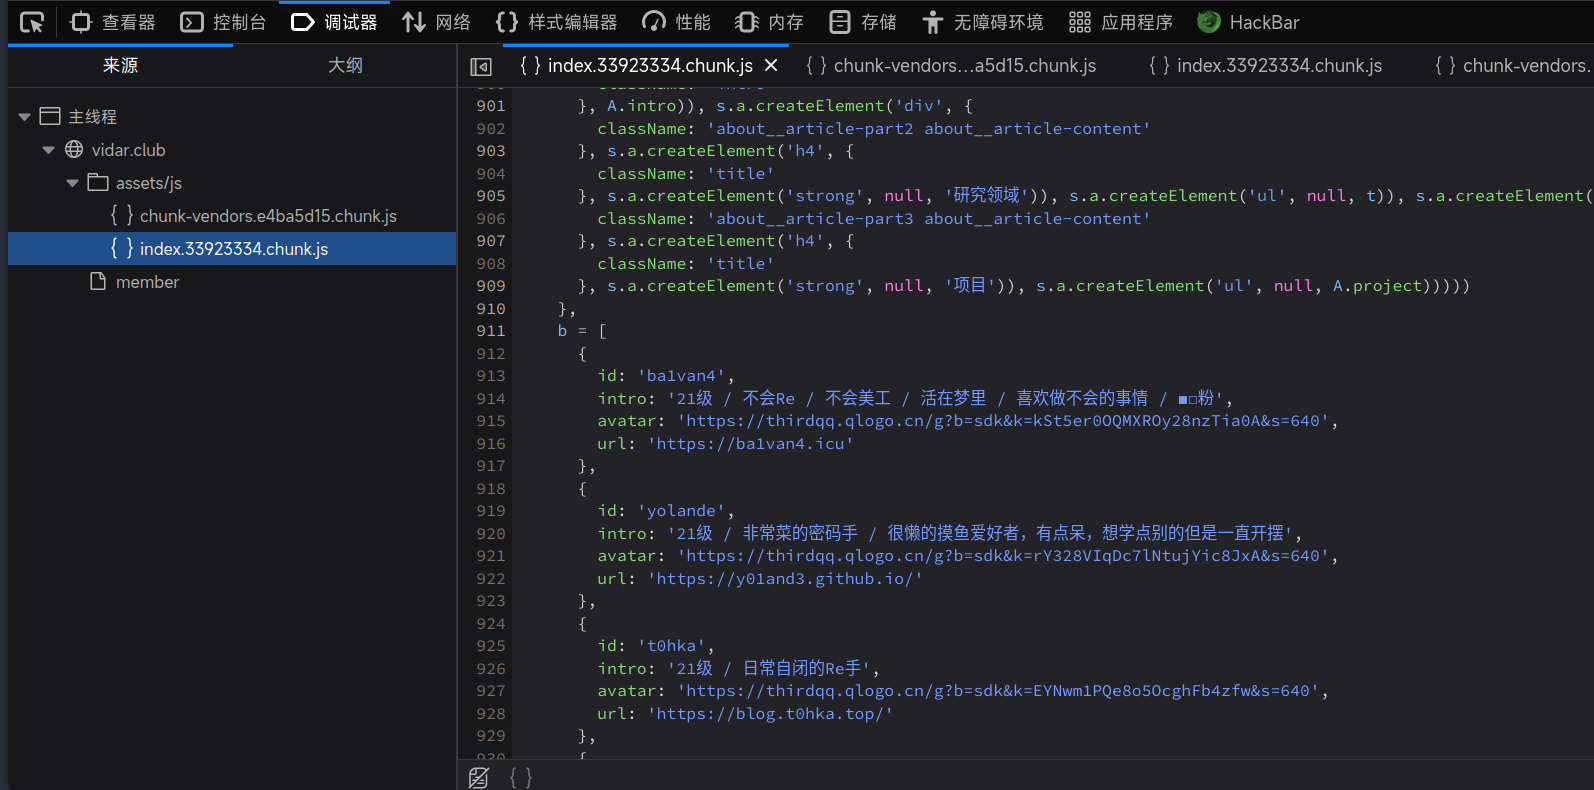 查看器 控制台 调试器 网络 样式编辑器 性能 内存 存储 无障碍环境 应用程序 HackBar
来源 大纲
{ } index.33923334.chunk.js × { } chunk-vendors...a5d15.chunk.js { } index.33923334.chunk.js { } chunk-vendors.
主线程
vidar.club
assets/js
{ } chunk-vendors.e4ba5d15.chunk.js
{ } index.33923334.chunk.js
member
901 }, A.intro)), s.a.createElement('div', {
902 className: 'about__article-part2 about__article-content'
903 }, s.a.createElement('h4', {
904 className: 'title'
905 }, s.a.createElement('strong', null, '研究领域')), s.a.createElement('ul', null, t)), s.a.createElement(
906 className: 'about__article-part3 about__article-content'
907 }, s.a.createElement('h4', {
908 className: 'title'
909 }, s.a.createElement('strong', null, '项目')), s.a.createElement('ul', null, A.project)))))
910 },
911 b = [
912 {
913 id: 'ba1van4',
914 intro: '21级 / 不会Re / 不会美工 / 活在梦里 / 喜欢做不会的事情 / ■□粉',
915 avatar: 'https://thirdqq.qlogo.cn/g?b=sdk&k=kSt5er0OQMXROy28nzTia0A&s=640',
916 url: 'https://ba1van4.icu'
917 },
918 {
919 id: 'yolande',
920 intro: '21级 / 非常菜的密码手 / 很懒的摸鱼爱好者，有点呆，想学点别的但是一直开摆',
921 avatar: 'https://thirdqq.qlogo.cn/g?b=sdk&k=rY328VIqDc7lNtujYic8JxA&s=640',
922 url: 'https://y01and3.github.io/'
923 },
924 {
925 id: 't0hka',
926 intro: '21级 / 日常自闭的Re手',
927 avatar: 'https://thirdqq.qlogo.cn/g?b=sdk&k=EYNwm1PQe8o5OcghFb4zfw&s=640',
928 url: 'https://blog.t0hka.top/'
929 },
930 {
{ }